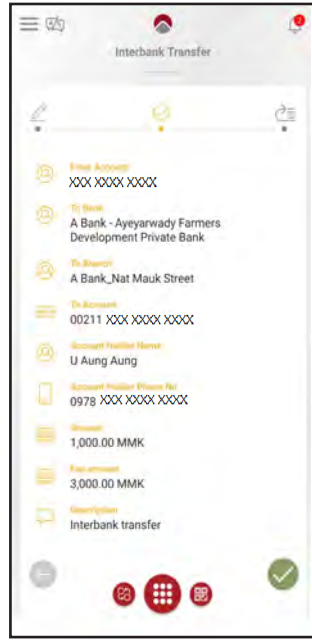 2
Interbank Transfer
From Account
XXX XXXX XXXX
To Bank
A Bank - Ayeyarwady Farmers
Development Private Bank
To Branch
A Bank_Nat Mauk Street
To Account
00211 XXX XXXX XXXX
Account Holder Name
U Aung Aung
Account Holder Phone No
0978 XXX XXXX XXXX
Amount
1,000.00 MMK
Fee amount
3,000.00 MMK
Description
Interbank transfer